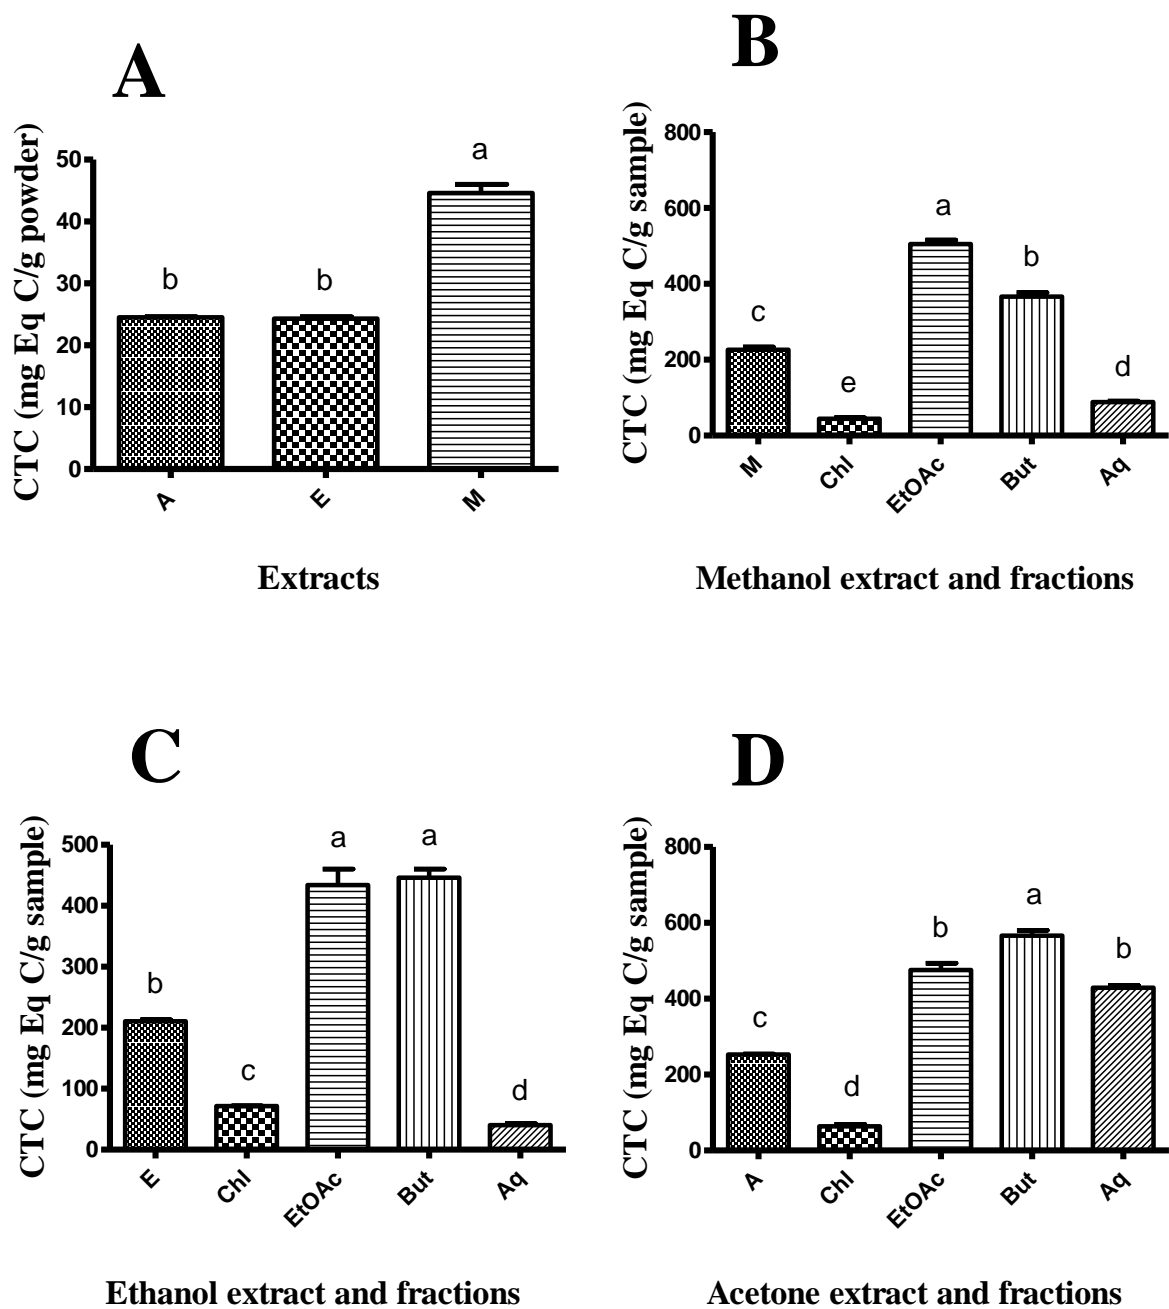 A
CTC (mg Eq C/g powder)
50
40
30
20
10
0
b
b
a
A
E
M
Extracts
B
CTC (mg Eq C/g sample)
800
600
400
200
0
c
e
a
b
d
M
Chl
EtOAc
But
Aq
Methanol extract and fractions
C
CTC (mg Eq C/g sample)
500
400
300
200
100
0
b
c
a
a
d
E
Chl
EtOAc
But
Aq
Ethanol extract and fractions
D
CTC (mg Eq C/g sample)
800
600
400
200
0
c
d
b
a
b
A
Chl
EtOAc
But
Aq
Acetone extract and fractions